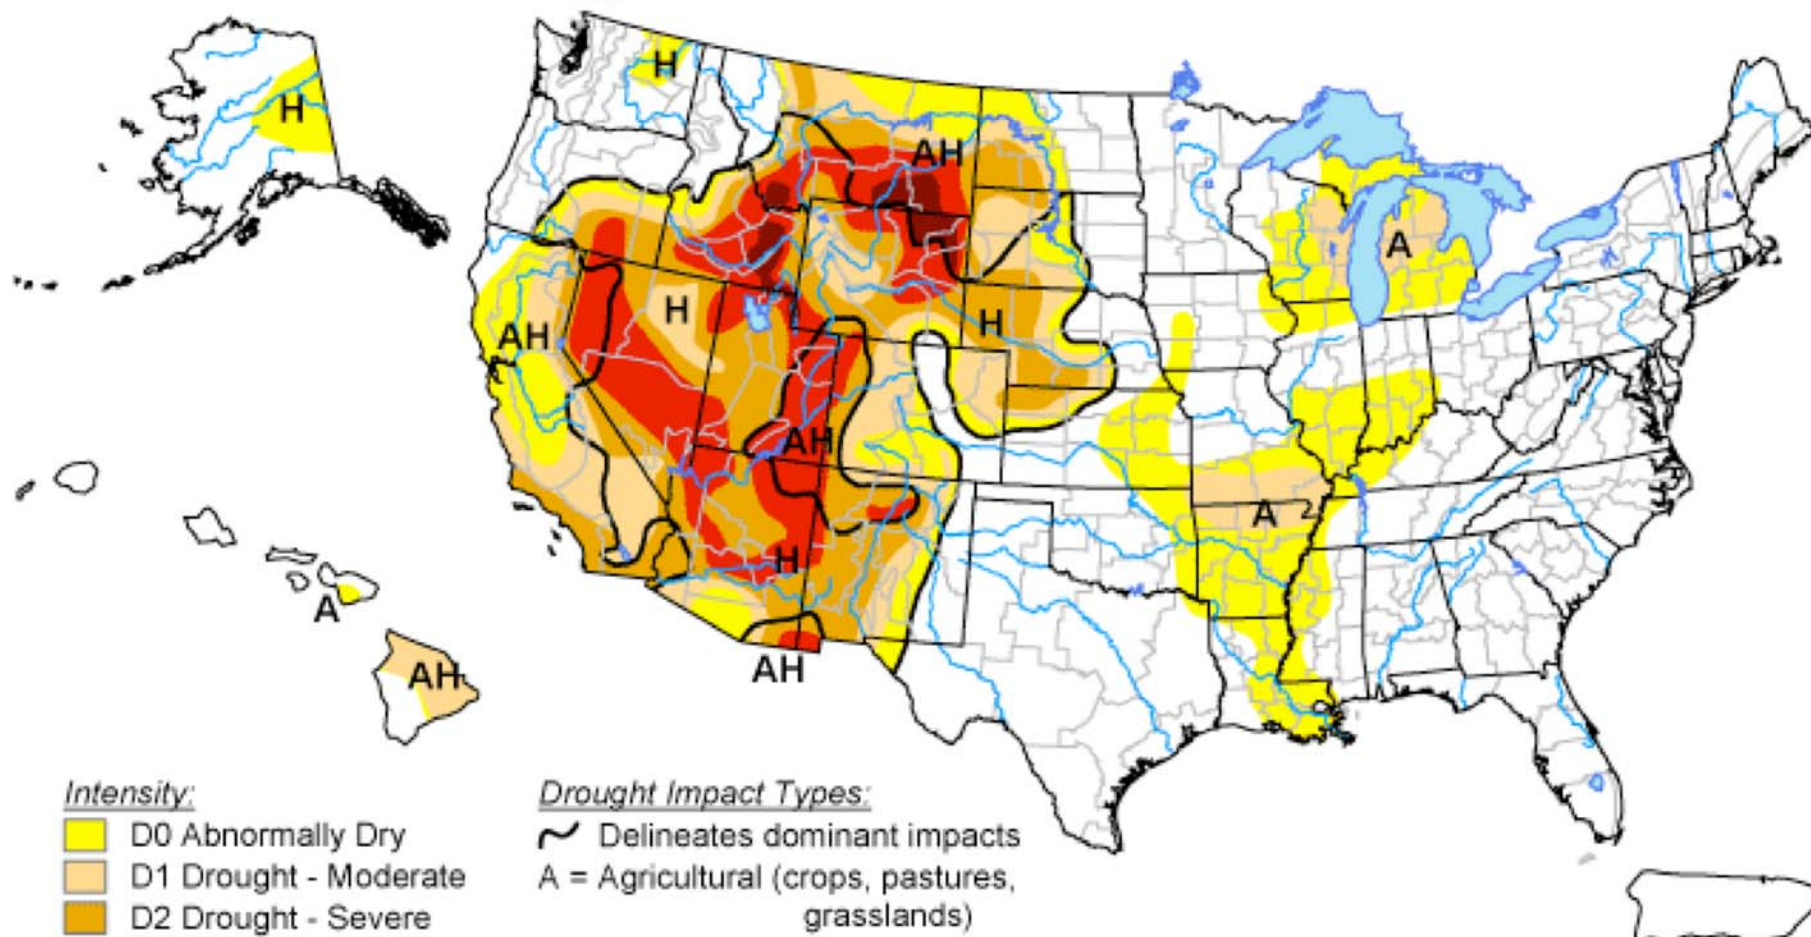 H
H
AH
A
H
AH
H
AH
A
H
A
AH
AH
Intensity:
D0 Abnormally Dry
D1 Drought - Moderate
D2 Drought - Severe
Drought Impact Types:
Delineates dominant impacts
A = Agricultural (crops, pastures,
grasslands)